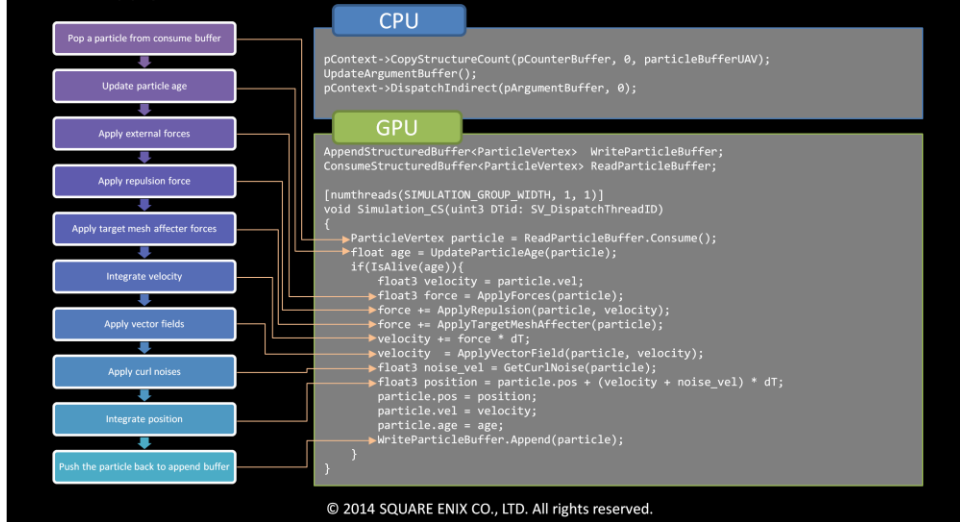 Pop a particle from consume buffer
Update particle age
Apply external forces
Apply repulsion force
Apply target mesh affecter forces
Integrate velocity
Apply vector fields
Apply curl noises
Integrate position
Push the particle back to append buffer
CPU
pContext->CopyStructureCount(pCounterBuffer, 0, particleBufferUAV);
UpdateArgumentBuffer();
pContext->DispatchIndirect(pArgumentBuffer, 0);
GPU
AppendStructuredBuffer<ParticleVertex>  WriteParticleBuffer;
ConsumeStructuredBuffer<ParticleVertex> ReadParticleBuffer;
[numthreads(SIMULATION_GROUP_WIDTH, 1, 1)]
void Simulation_CS(uint3 DTid: SV_DispatchThreadID)
{
ParticleVertex particle = ReadParticleBuffer.Consume();
float age = UpdateParticleAge(particle);
if(IsAlive(age)){
float3 velocity = particle.vel;
float3 force = ApplyForces(particle);
force += ApplyRepulsion(particle, velocity);
force += ApplyTargetMeshAffecter(particle);
velocity += force * dT;
velocity  = ApplyVectorField(particle, velocity);
float3 noise_vel = GetCurlNoise(particle);
float3 position = particle.pos + (velocity + noise_vel) * dT;
particle.pos = position;
particle.vel = velocity;
particle.age = age;
WriteParticleBuffer.Append(particle);
}
}
© 2014 SQUARE ENIX CO., LTD. All rights reserved.